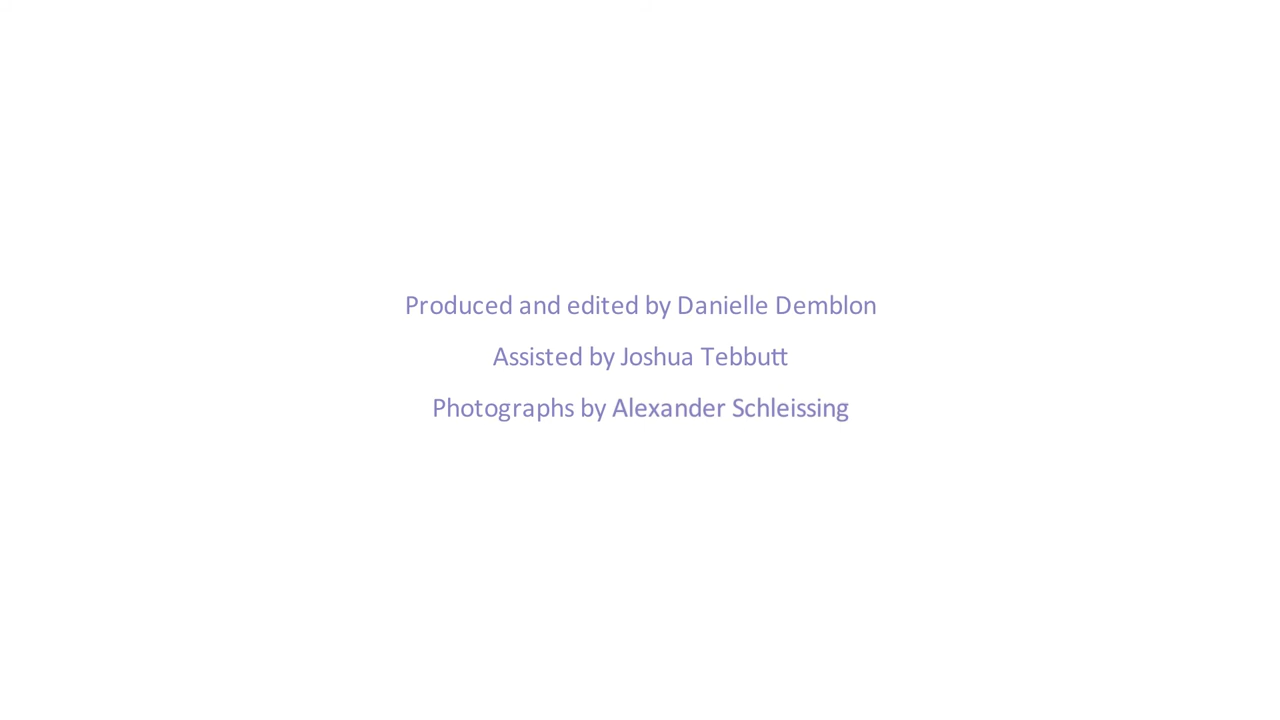 Produced and edited by Danielle Demblon
Assisted by Joshua Tebbutt
Photographs by Alexander Schleissing